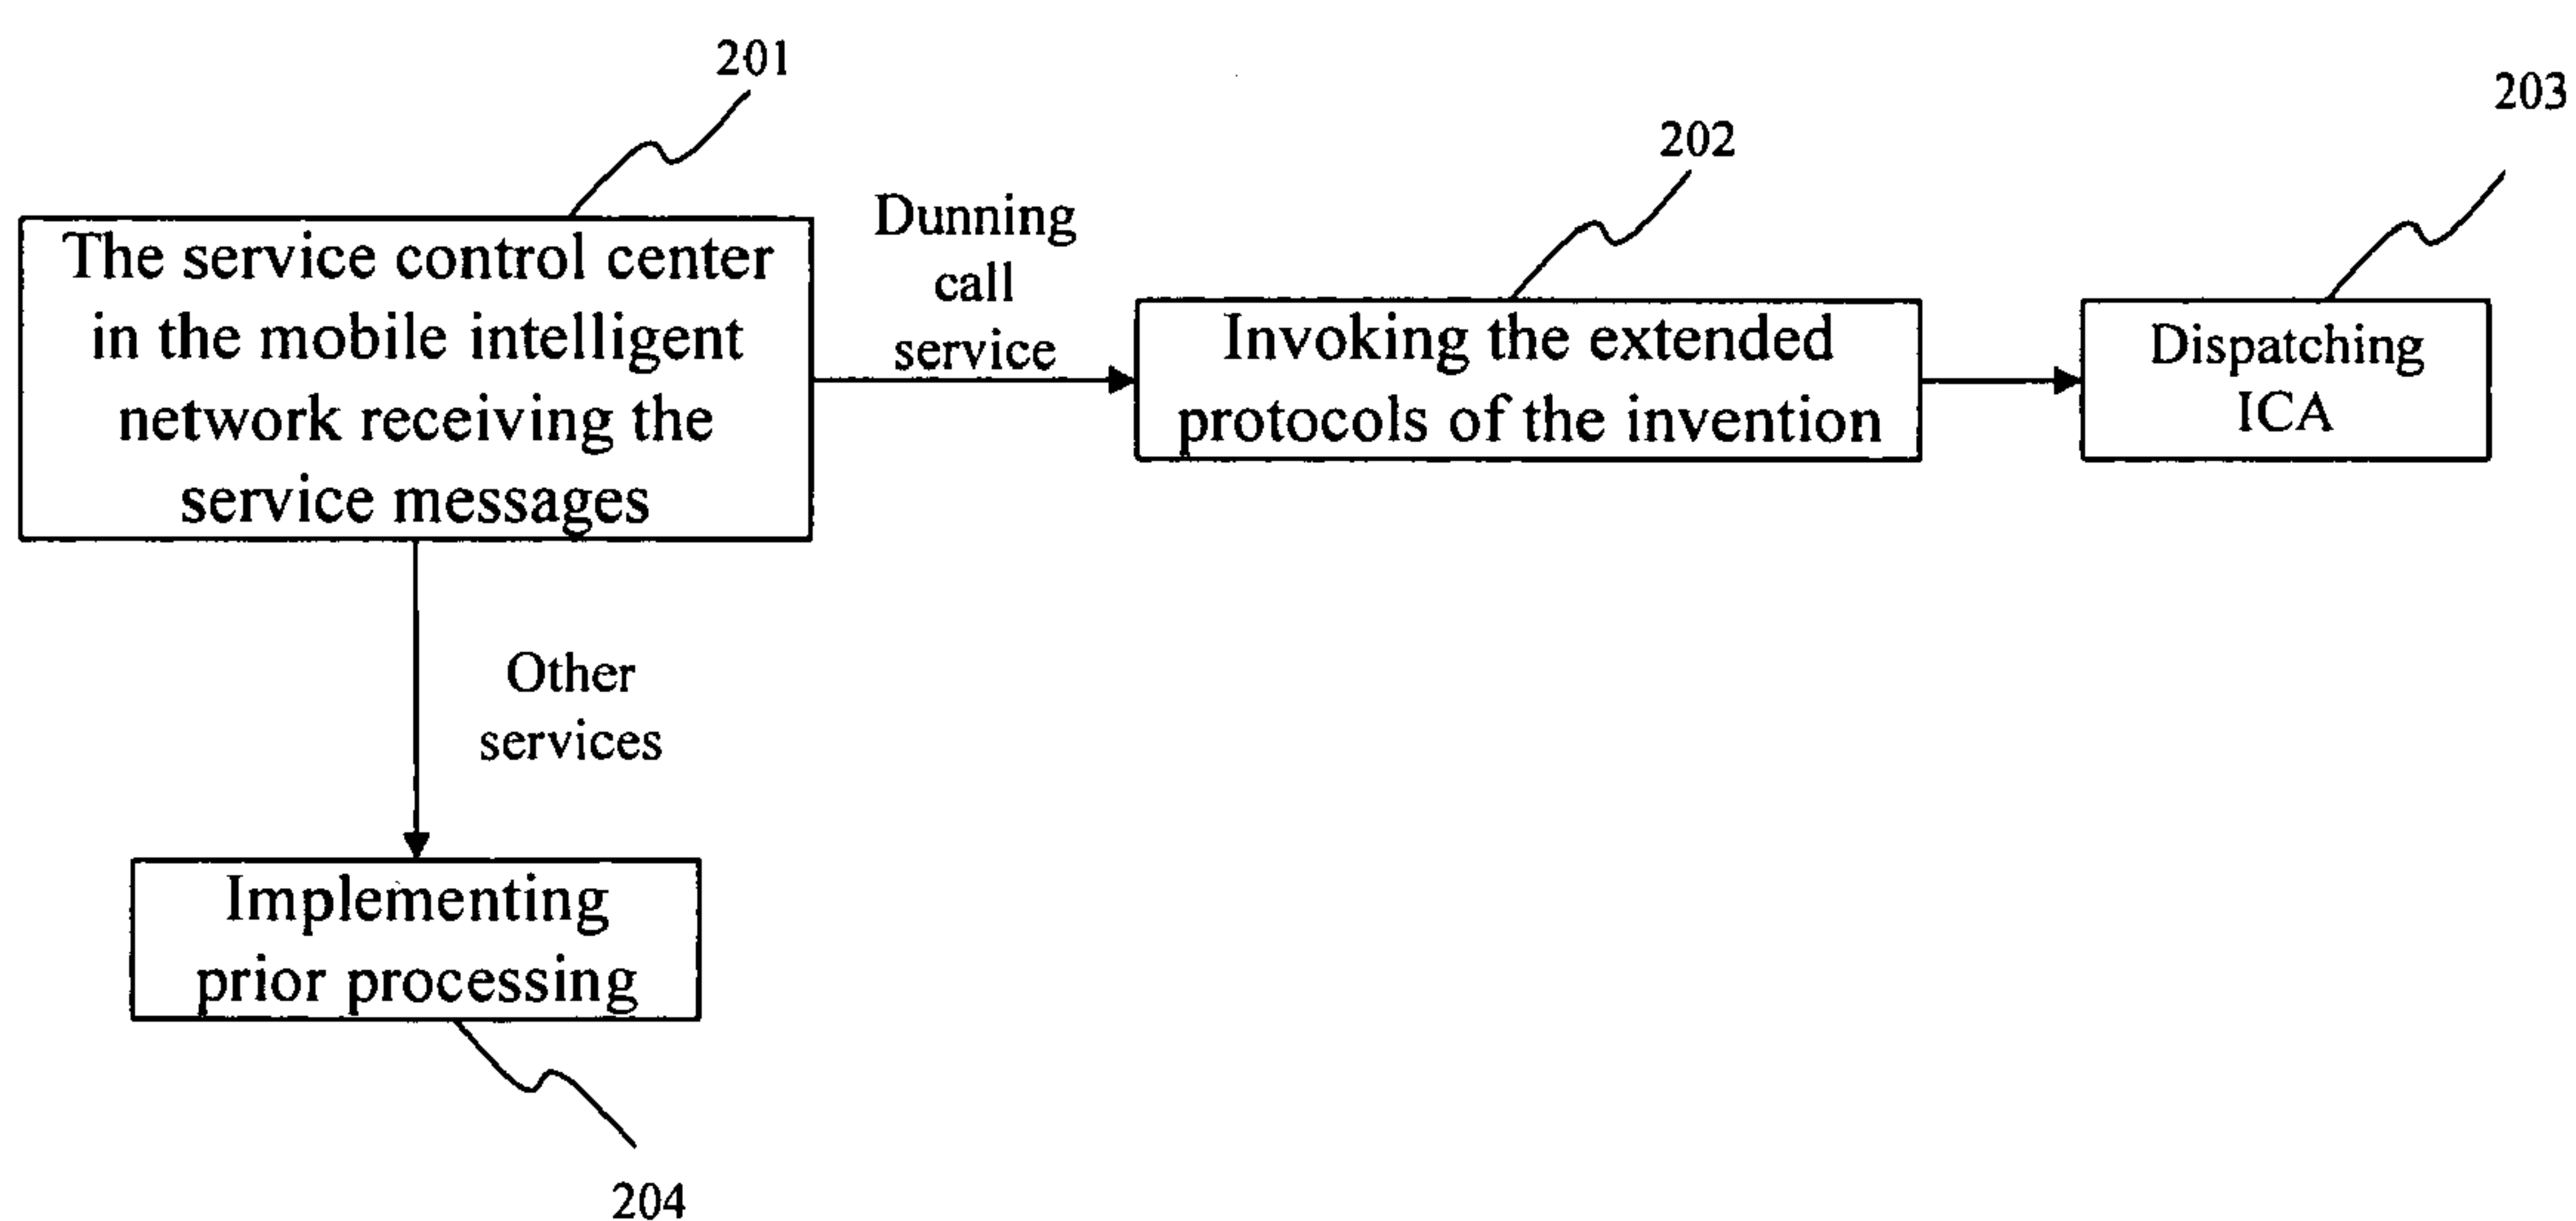 201
The service control center
in the mobile intelligent
network receiving the
service messages
Dunning
call
service
202
Invoking the extended
protocols of the invention
203
Dispatching
ICA
Other
services
Implementing
prior processing
204